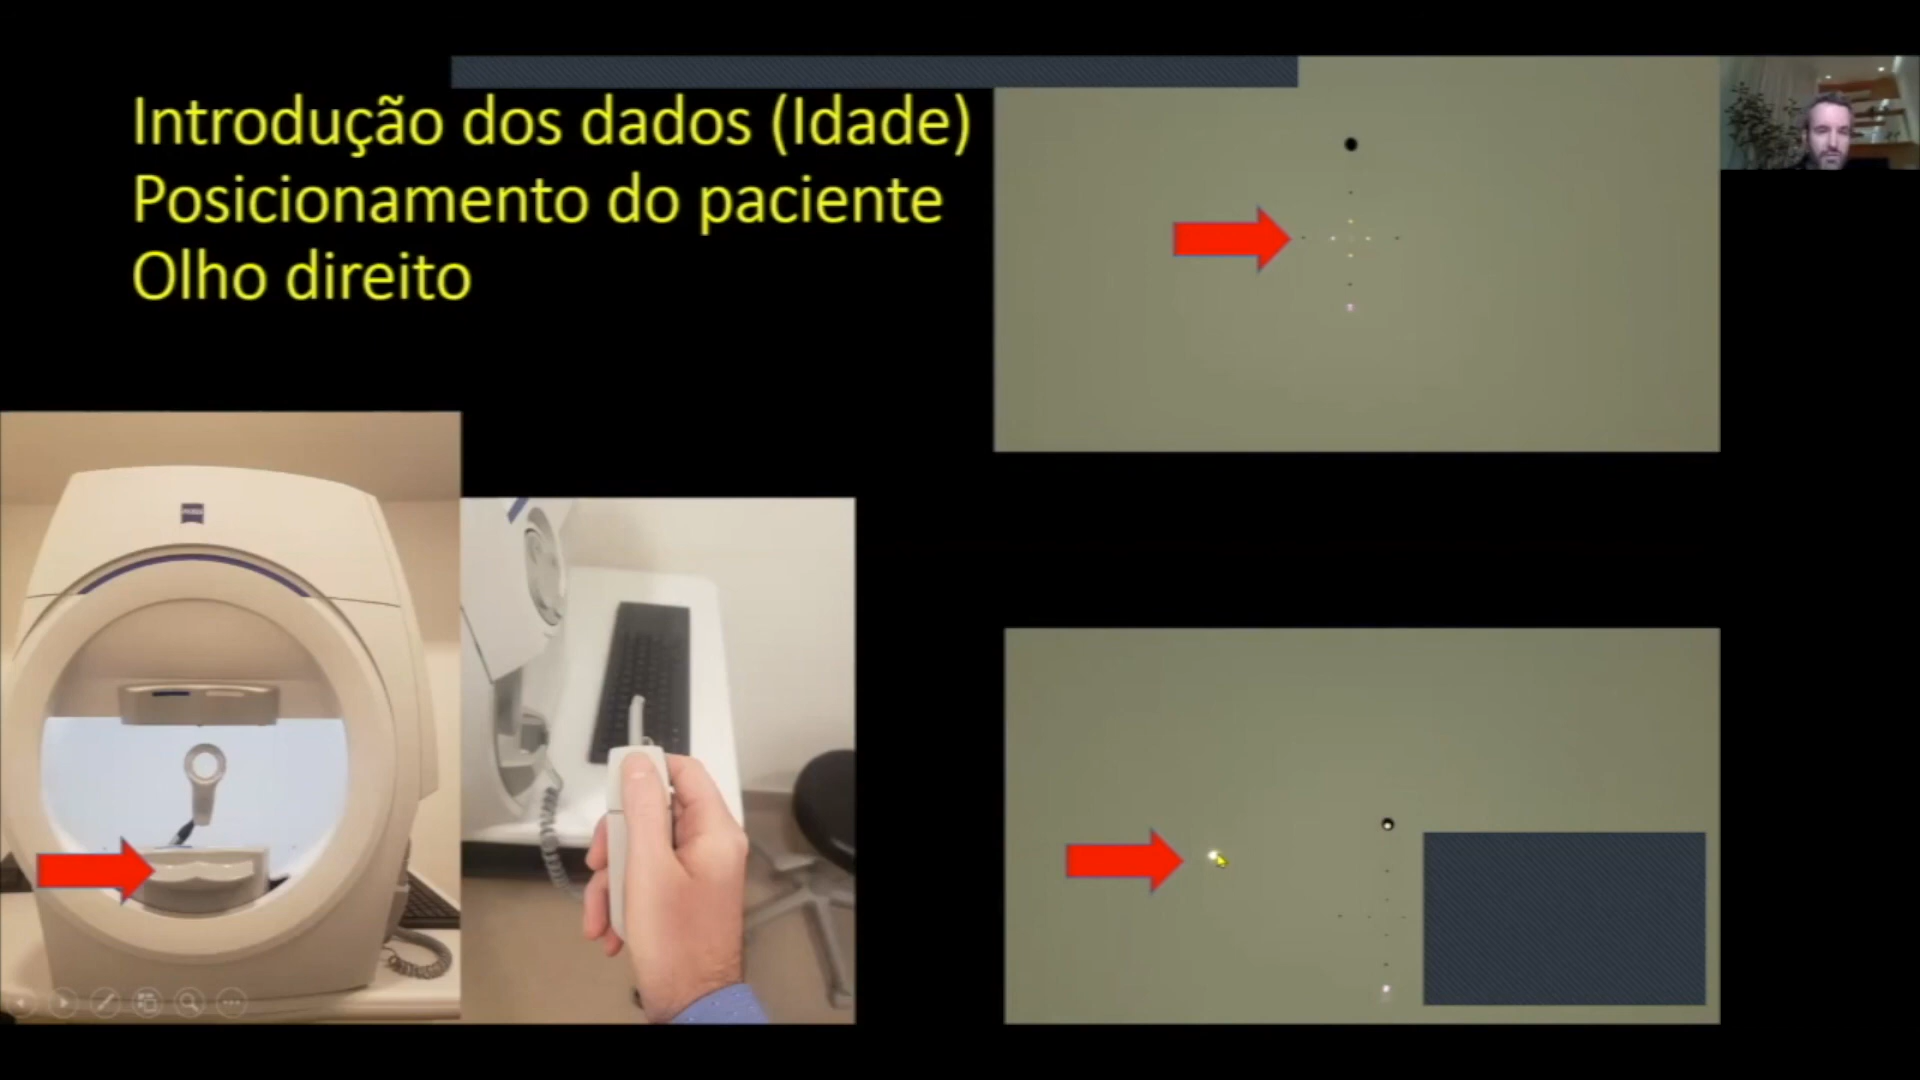 Introdução dos dados (Idade)
Posicionamento do paciente
Olho direito